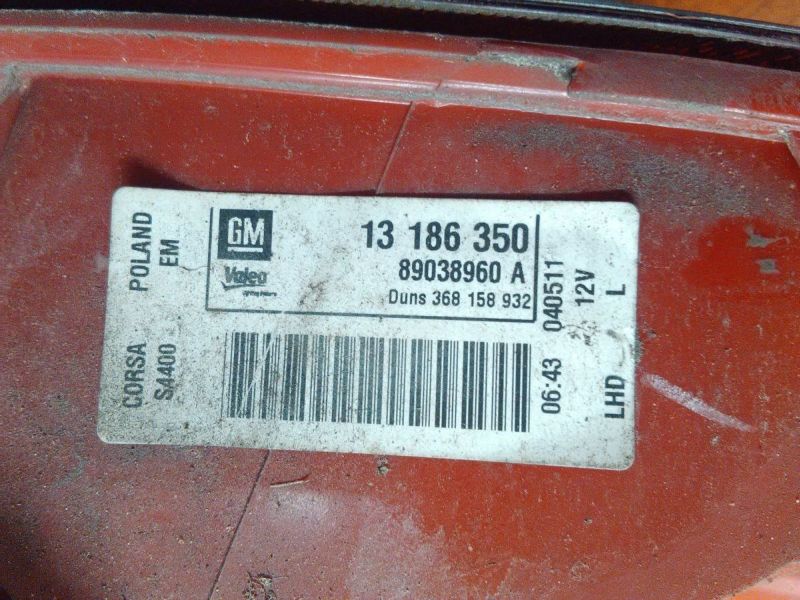 CORSA POLAND
S4400 EM
GM
Valeo
13 186 350
89038960 A
Duns 368 158 932
06:43 040511
12V
LHD L